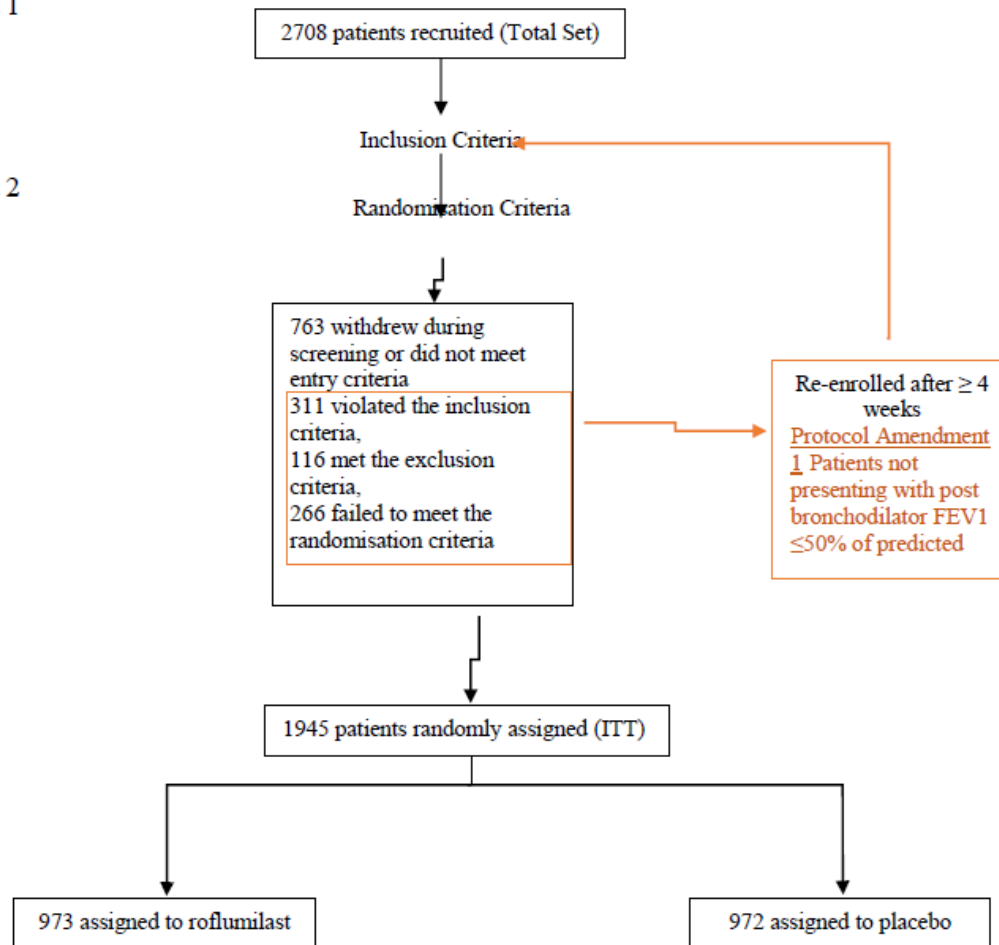 1
2708 patients recruited (Total Set)
Inclusion Criteria
2
Randomisation Criteria
763 withdrew during
screening or did not meet
entry criteria
311 violated the inclusion
criteria,
116 met the exclusion
criteria,
266 failed to meet the
randomisation criteria
Re-enrolled after ≥ 4
weeks
Protocol Amendment
1 Patients not
presenting with post
bronchodilator FEV1
≤50% of predicted
1945 patients randomly assigned (ITT)
973 assigned to roflumilast
972 assigned to placebo